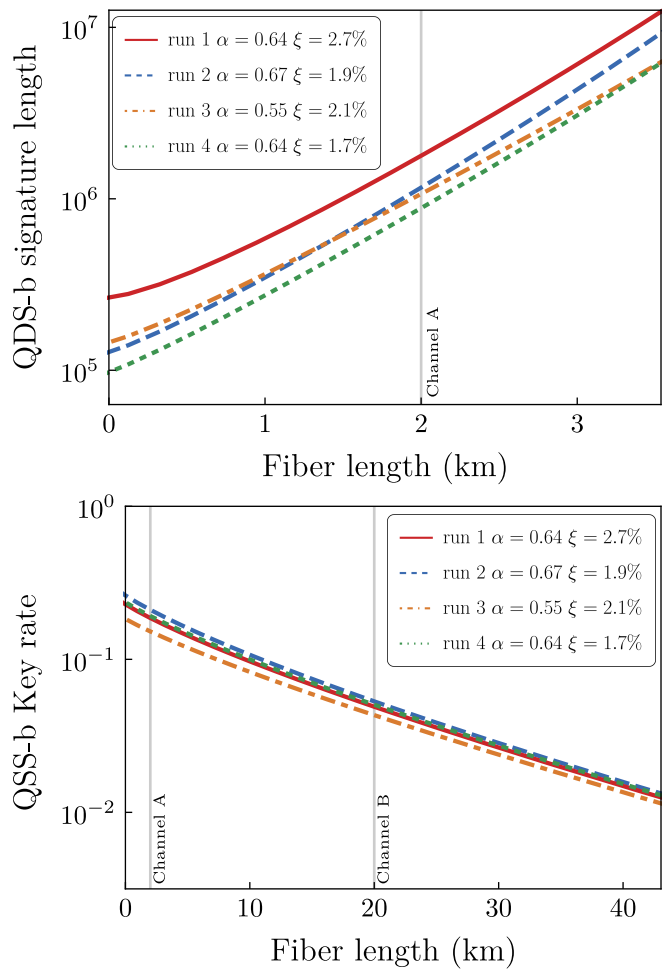 QDS-b signature length
10^7
10^6
10^5
run 1 α = 0.64 ξ = 2.7%
run 2 α = 0.67 ξ = 1.9%
run 3 α = 0.55 ξ = 2.1%
run 4 α = 0.64 ξ = 1.7%
Channel A
0 1 2 3
Fiber length (km)
QSS-b Key rate
10^0
10^−1
10^−2
run 1 α = 0.64 ξ = 2.7%
run 2 α = 0.67 ξ = 1.9%
run 3 α = 0.55 ξ = 2.1%
run 4 α = 0.64 ξ = 1.7%
Channel A
Channel B
0 10 20 30 40
Fiber length (km)